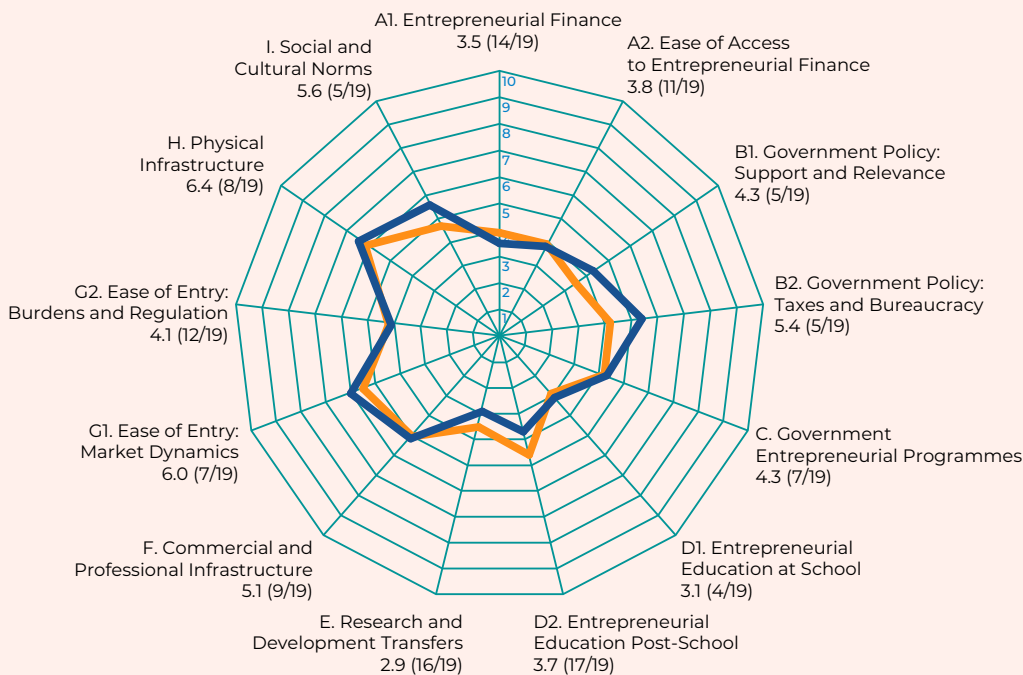 A1. Entrepreneurial Finance
3.5 (14/19)
A2. Ease of Access
to Entrepreneurial Finance
3.8 (11/19)
B1. Government Policy:
Support and Relevance
4.3 (5/19)
B2. Government Policy:
Taxes and Bureaucracy
5.4 (5/19)
C. Government
Entrepreneurial Programmes
4.3 (7/19)
D1. Entrepreneurial
Education at School
3.1 (4/19)
D2. Entrepreneurial
Education Post-School
3.7 (17/19)
E. Research and
Development Transfers
2.9 (16/19)
F. Commercial and
Professional Infrastructure
5.1 (9/19)
G1. Ease of Entry:
Market Dynamics
6.0 (7/19)
G2. Ease of Entry:
Burdens and Regulation
4.1 (12/19)
H. Physical
Infrastructure
6.4 (8/19)
I. Social and
Cultural Norms
5.6 (5/19)
10
9
8
7
6
5
3
2
1